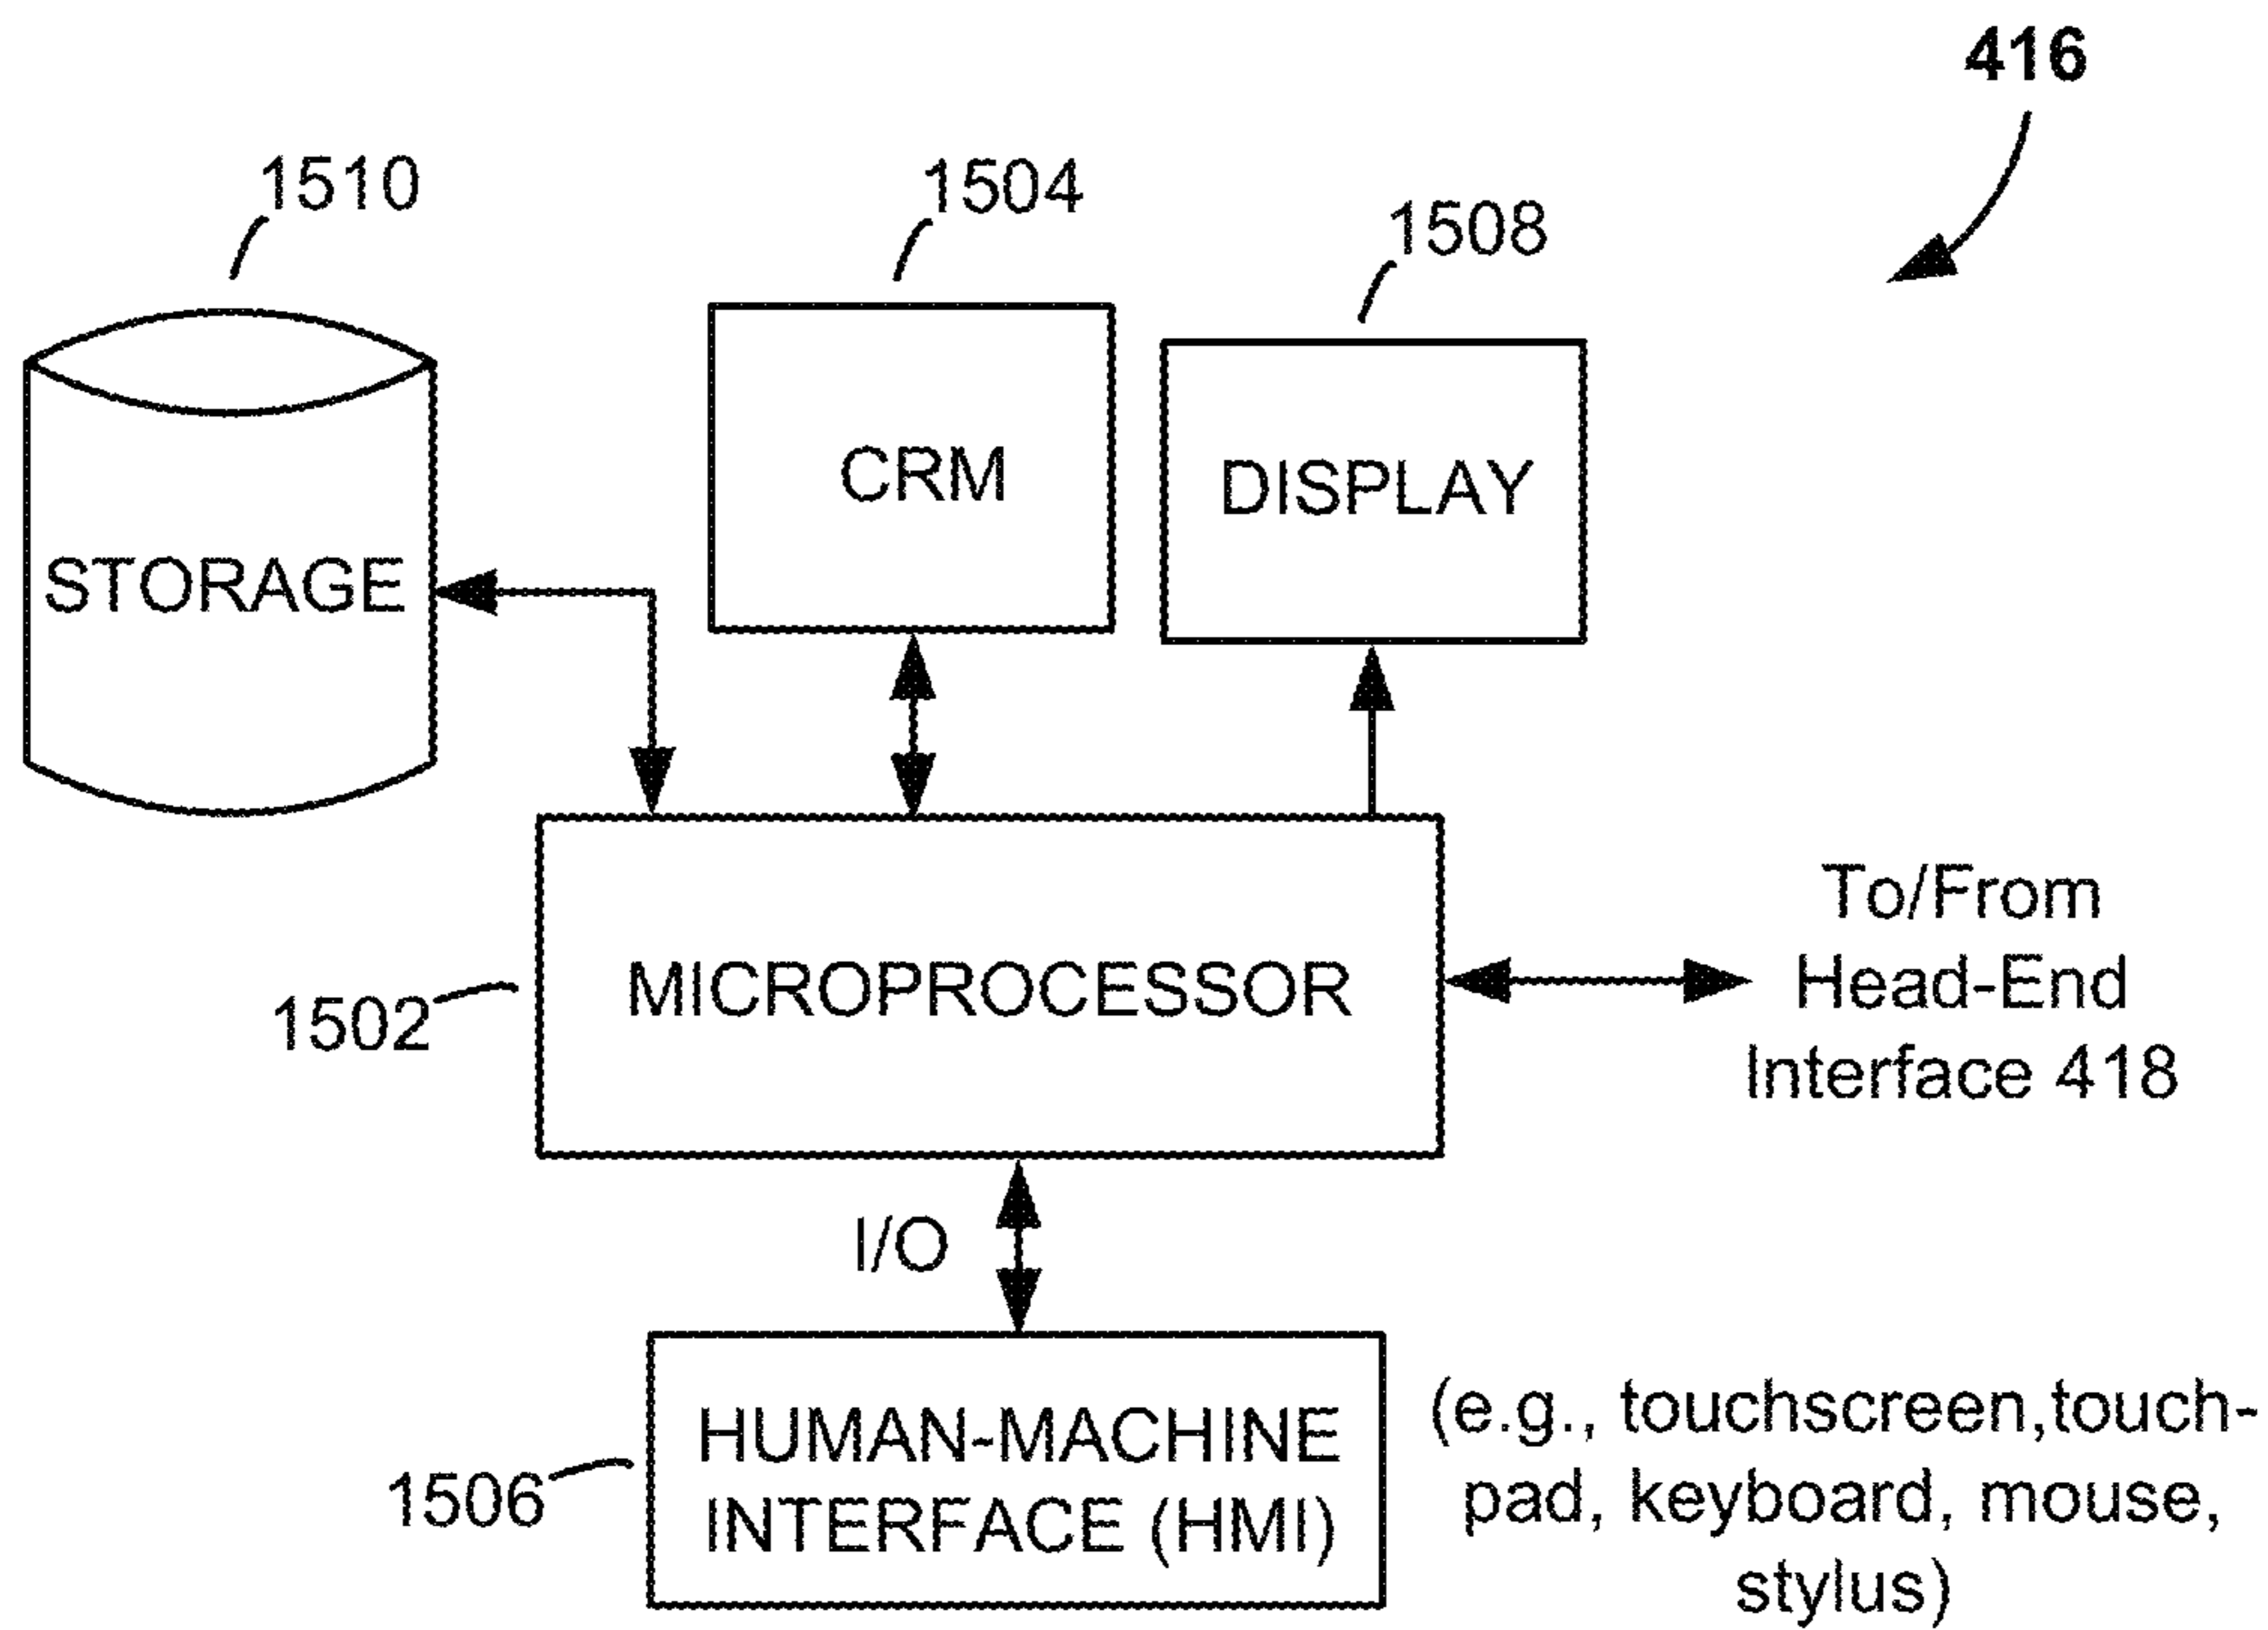 416
1510
1504
1508
CRM
DISPLAY
STORAGE
To/From
Head-End
Interface 418
MICROPROCESSOR
1502
I/O
HUMAN-MACHINE
INTERFACE (HMI)
1506
(e.g., touchscreen,touch-
pad, keyboard, mouse,
stylus)